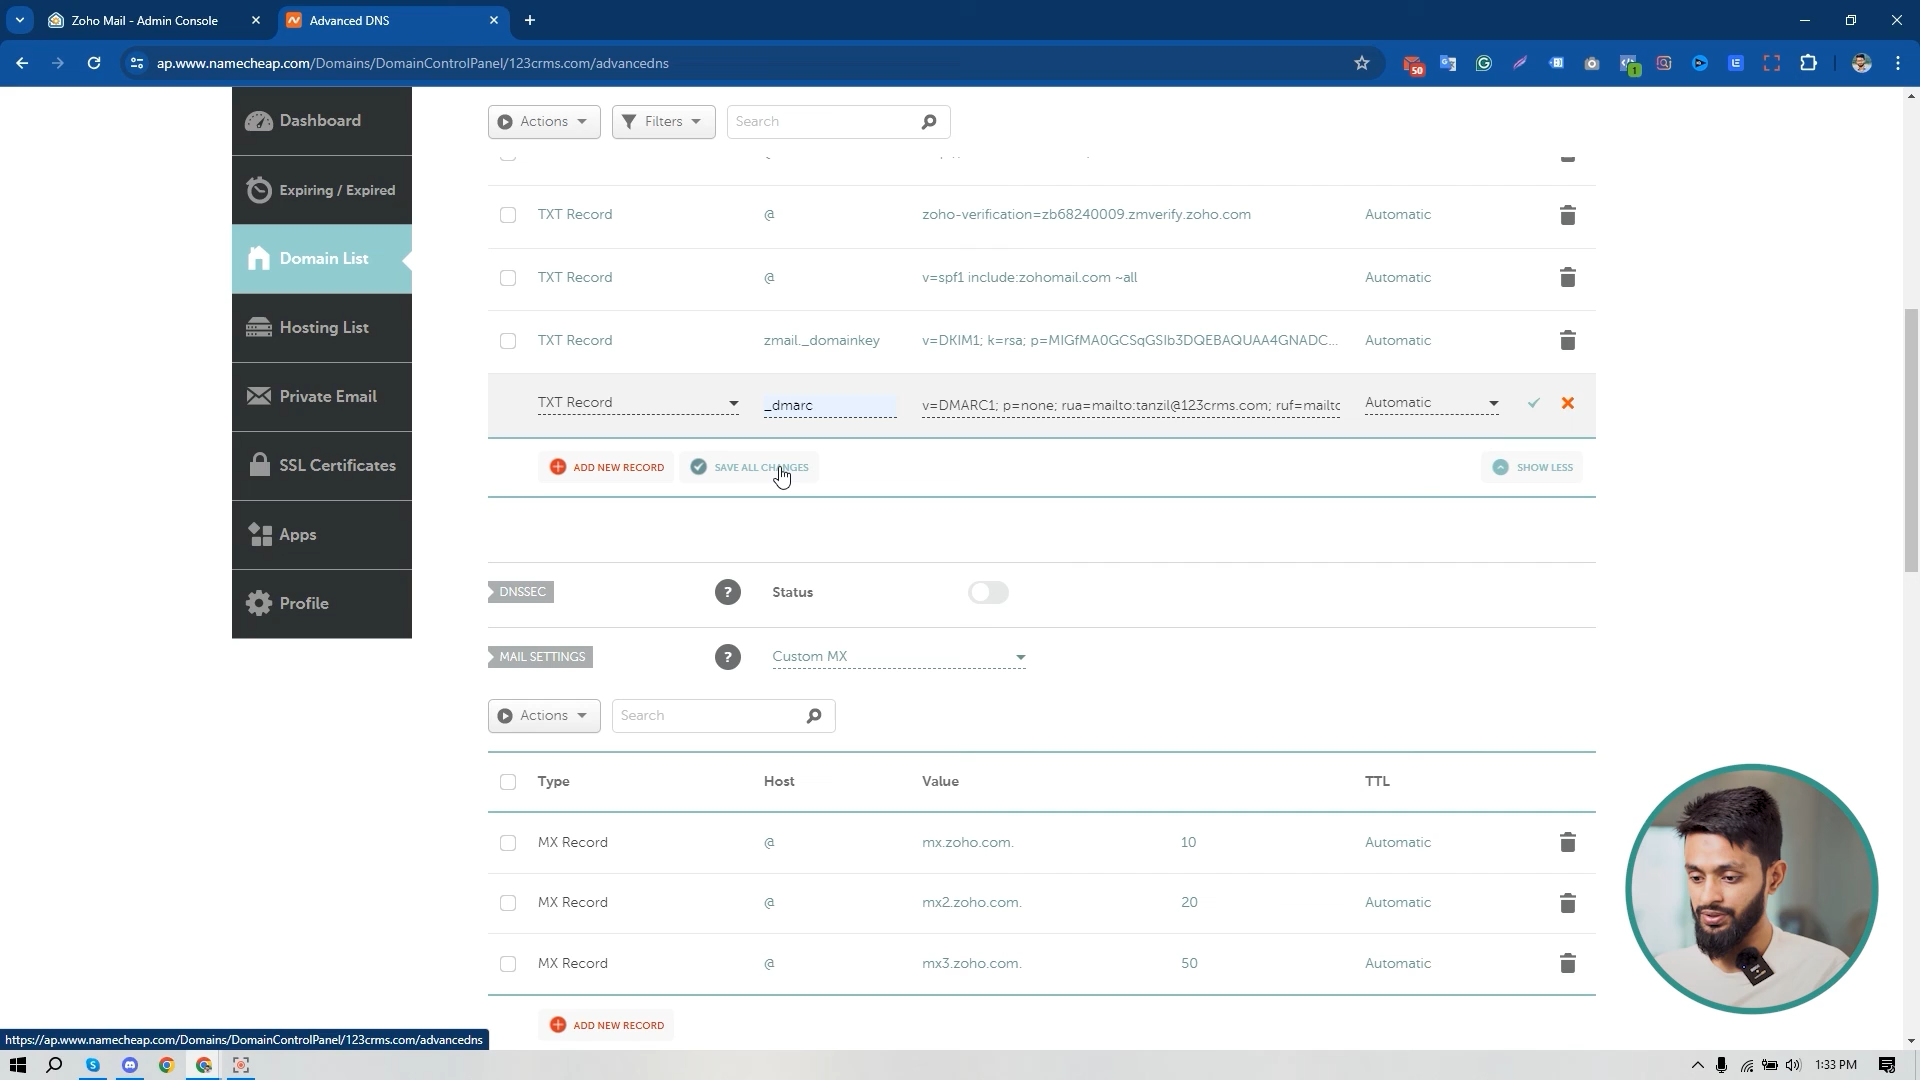 Zoho Mail - Admin Console
Advanced DNS
ap.www.namecheap.com/Domains/DomainControlPanel/123crms.com/advancedns
50
1
Dashboard
Expiring / Expired
Domain List
Hosting List
Private Email
SSL Certificates
Apps
Profile
Actions
Filters
Search
TXT Record @ zoho-verification=zb68240009.zmverify.zoho.com Automatic
TXT Record @ v=spf1 include:zohomail.com ~all Automatic
TXT Record zmail._domainkey v=DKIM1; k=rsa; p=MIGfMA0GCSqGSIb3DQEBAQUAA4GNADC... Automatic
TXT Record _dmarc v=DMARC1; p=none; rua=mailto:tanzil@123crms.com; ruf=mailto Automatic
ADD NEW RECORD SAVE ALL CHANGES SHOW LESS
DNSSEC ? Status
MAIL SETTINGS ? Custom MX
Actions Search
Type Host Value TTL
MX Record @ mx.zoho.com. 10 Automatic
MX Record @ mx2.zoho.com. 20 Automatic
MX Record @ mx3.zoho.com. 50 Automatic
ADD NEW RECORD
https://ap.www.namecheap.com/Domains/DomainControlPanel/123crms.com/advancedns
1:33 PM